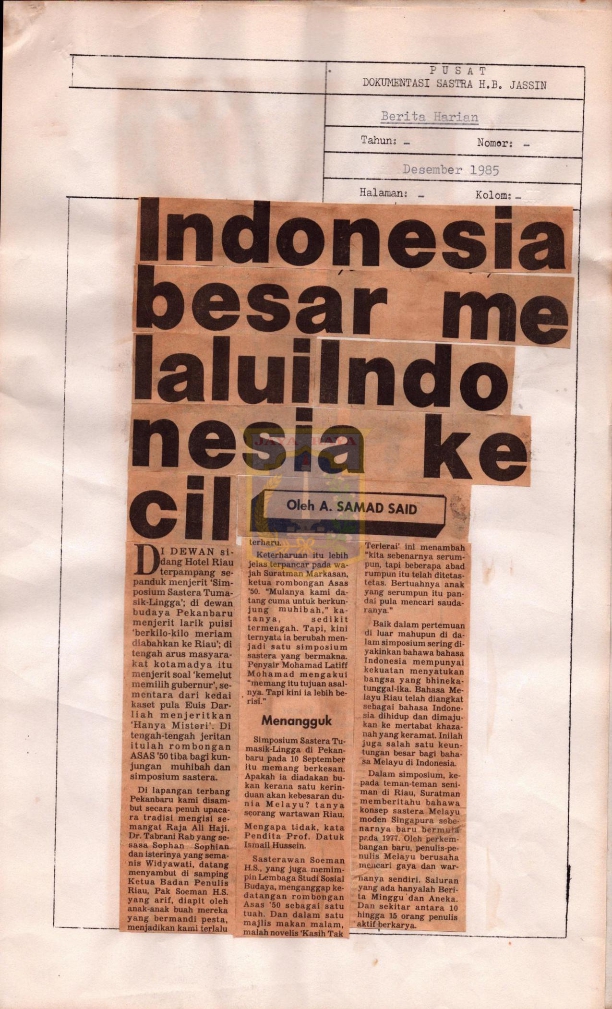 P U S A T
DOKUMENTASI SASTRA H.B. JASSIN
Berita Harian
Tahun: -
Nomor: -
Desember 1985
Halaman: -
Kolom: -
Indonesia
besar me
laluiIndo
nesia ke
cil
JAYA RAYA
Oleh A. SAMAD SAID
DI DEWAN si-
dang Hotel Riau
terpampang se-
panduk menjerit 'Sim-
posium Sastera Tuma-
sik-Lingga'; di dewan
budaya Pekanbaru
menjerit larik puisi
'berkilo-kilo meriam
diabahkan ke Riau'; di
tengah arus masyara-
kat kotamadya itu
menjerit soal 'kemelut
memilih gubernur', se-
mentara dari kedai
kaset pula Euis Dar-
liah menjeritkan
'Hanya Misteri'. Di
tengah-tengah jeritan
itulah rombongan
ASAS '50 tiba bagi kun-
jungan muhibah dan
simposium sastera.
Di lapangan terbang
Pekanbaru kami disam-
but secara penuh upaca-
ra tradisi mengisi se-
mangat Raja Ali Haji.
Dr. Tabrani Rab yang se-
sasa Sophan Sophian
dan isterinya yang sema-
nis Widyawati, datang
menyambut di samping
Ketua Badan Penulis
Riau, Pak Soeman H.S.
yang arif, diapit oleh
anak-anak buah mereka
yang bermandi pesta,
menjadikan kami terlalu
terharu.
Keterharuan itu lebih
jelas terpancar pada wa-
jah Suratman Markasan,
ketua rombongan Asas
'50. "Mulanya kami da-
tang cuma untuk berkun-
jung muhibah," ka-
tanya, sedikit
termengah. Tapi, kini
ternyata ia berubah men-
jadi satu simposium
sastera yang bermakna.
Penyair Mohamad Latiff
Mohamad mengakui
"memang itu tujuan asal-
nya. Tapi kini ia lebih be-
risi."
Menangguk
Simposium Sastera Tu-
masik-Lingga di Pekan-
baru pada 10 September
itu memang berkesan.
Apakah ia diadakan bu-
kan kerana satu kerin-
duan akan kebesaran du-
nia Melayu? tanya
seorang wartawan Riau.
Mengapa tidak, kata
Pendita Prof. Datuk
Ismail Hussein.
Sasterawan Soeman
H.S., yang juga memim-
pin Lembaga Studi Sosial
Budaya, menganggap ke-
datangan rombongan
Asas '50 sebagai satu
tuah. Dan dalam satu
majlis makan malam,
malah novelis 'Kasih Tak
Terlerai' ini menambah
"kita sebenarnya serum-
pun, tapi beberapa abad
rumpun itu telah ditetas-
tetas. Bertuahnya anak
yang serumpun itu pan-
dai pula mencari sauda-
ranya."
Baik dalam pertemuan
di luar mahupun di da-
lam simposium sering di-
yakinkan bahawa bahasa
Indonesia mempunyai
kekuatan menyatukan
bangsa yang bhineka-
tunggal-ika. Bahasa Me-
layu Riau telah diangkat
sebagai bahasa Indone-
sia dihidup dan dimaju-
kan ke mertabat khaza-
nah yang keramat. Inilah
juga salah satu keun-
tungan besar bagi baha-
sa Melayu di Indonesia.
Dalam simposium, ke-
pada teman-teman seni-
man di Riau, Suratman
memberitahu bahawa
konsep sastera Melayu
moden Singapura sebe-
narnya baru bermula
pada 1977. Oleh perkem-
bangan baru, penulis-pe-
nulis Melayu berusaha
mencari gaya dan war-
nanya sendiri. Saluran
yang ada hanyalah Beri-
ta Minggu dan Aneka.
Dan sekitar antara 10
hingga 15 orang penulis
aktif berkarya.